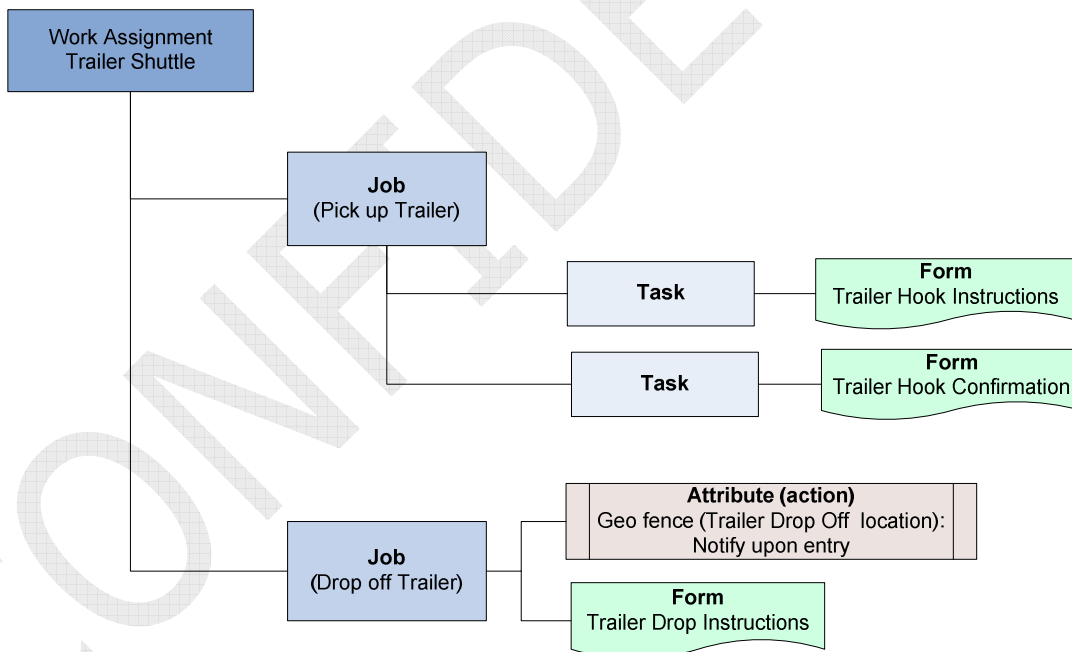 Work Assignment
Trailer Shuttle
Job
(Pick up Trailer)
Task
Form
Trailer Hook Instructions
Task
Form
Trailer Hook Confirmation
Attribute (action)
Geo fence (Trailer Drop Off location):
Notify upon entry
Job
(Drop off Trailer)
Form
Trailer Drop Instructions
ONFIDE